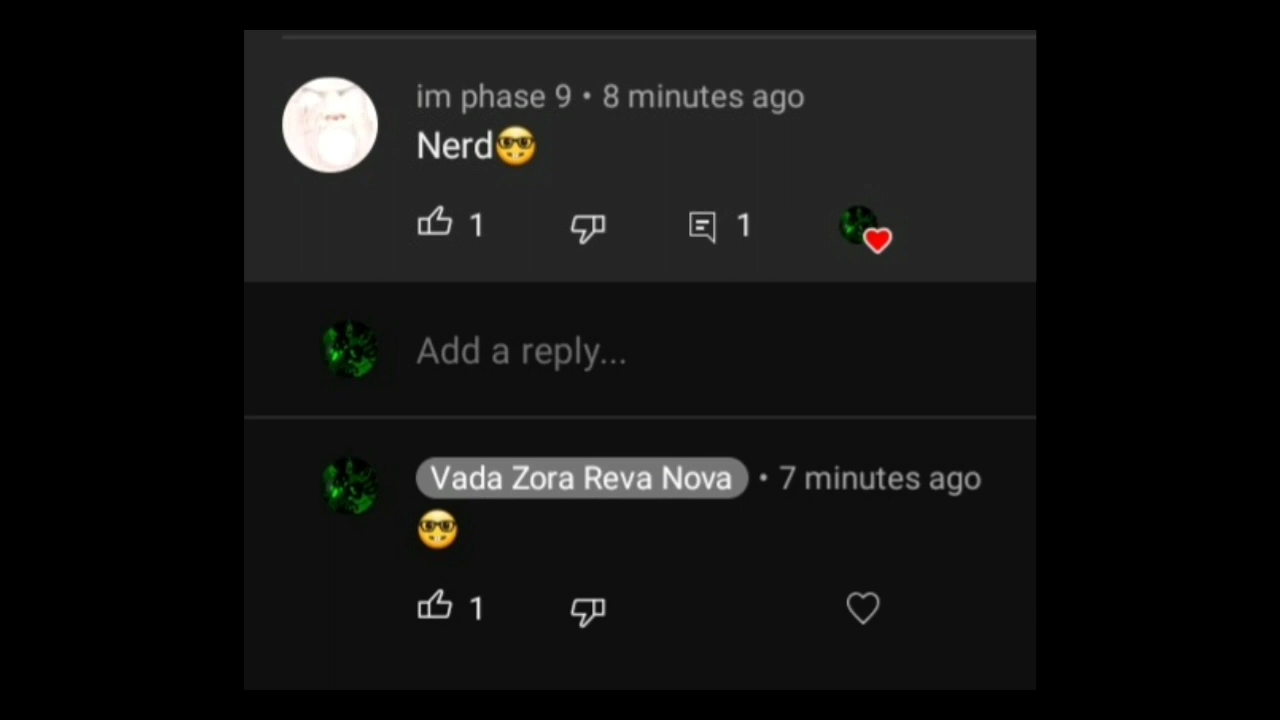 im phase 9 • 8 minutes ago
Nerd🤓
1 1
Add a reply...
Vada Zora Reva Nova • 7 minutes ago
🤓
1